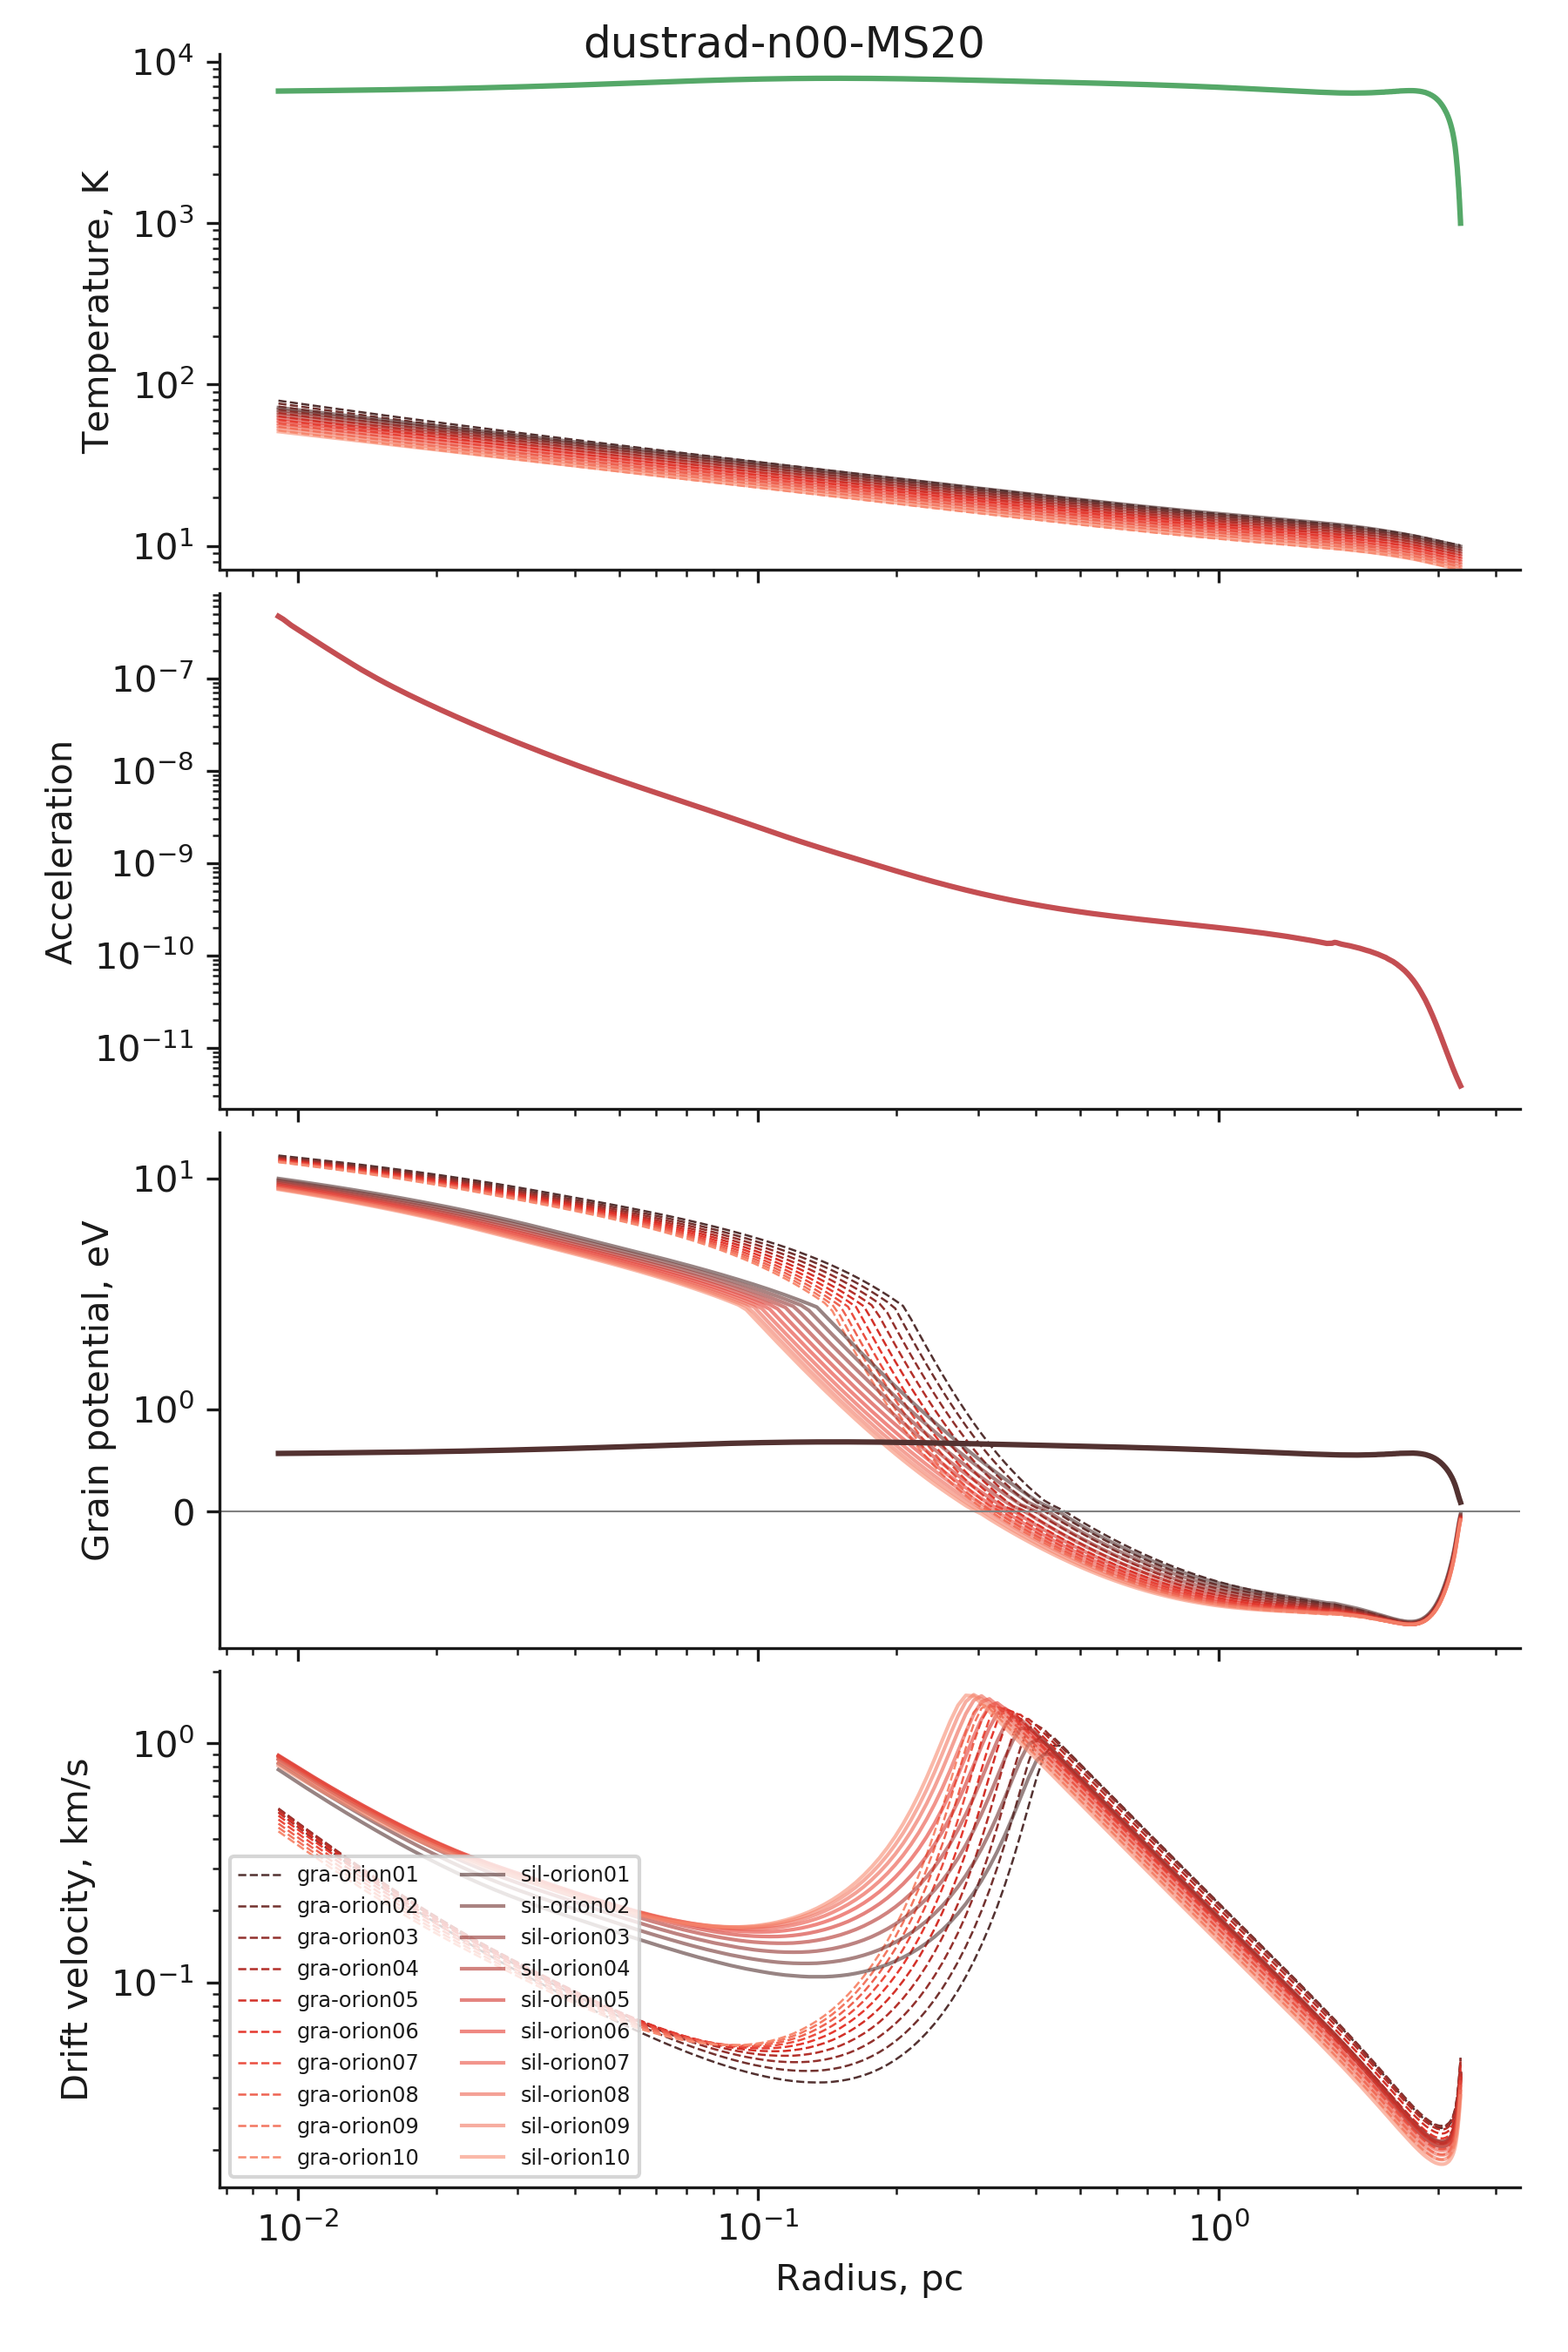 dustrad-n00-MS20
Temperature, K
10⁴
10³
10²
10¹
Acceleration
10⁻⁷
10⁻⁸
10⁻⁹
10⁻¹⁰
10⁻¹¹
Grain potential, eV
10¹
10⁰
0
Drift velocity, km/s
10⁰
10⁻¹
gra-orion01 sil-orion01
gra-orion02 sil-orion02
gra-orion03 sil-orion03
gra-orion04 sil-orion04
gra-orion05 sil-orion05
gra-orion06 sil-orion06
gra-orion07 sil-orion07
gra-orion08 sil-orion08
gra-orion09 sil-orion09
gra-orion10 sil-orion10
10⁻² 10⁻¹ 10⁰
Radius, pc